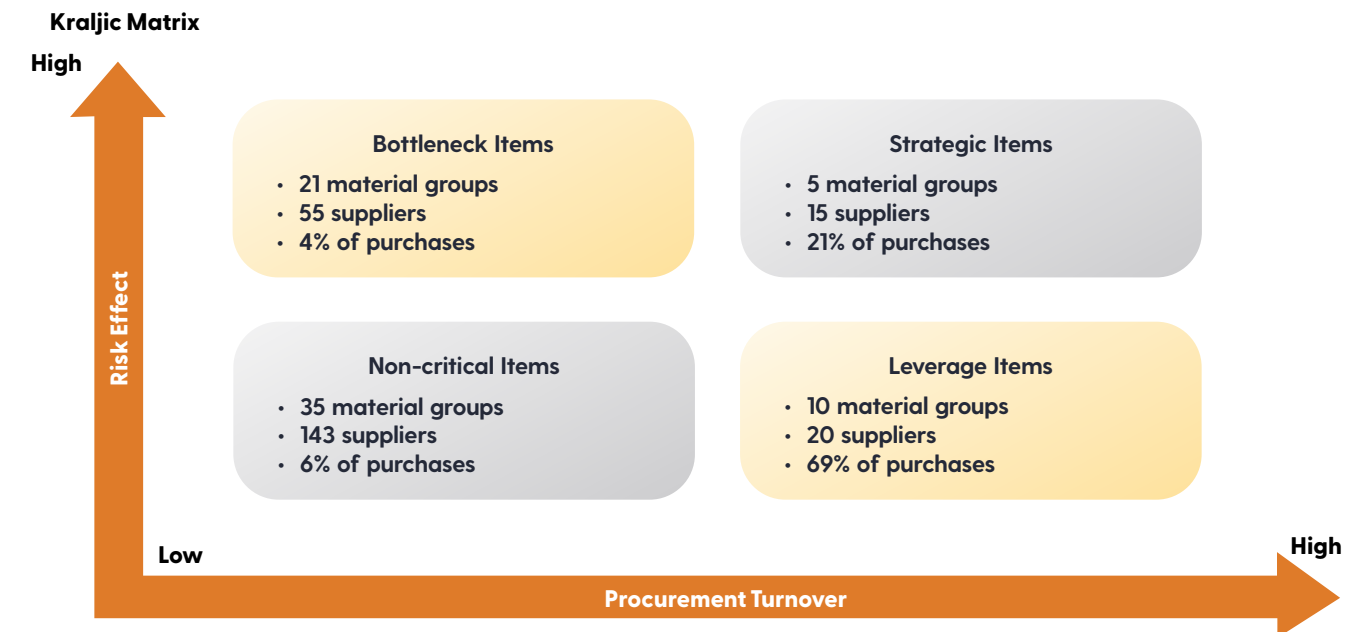 Kraljic Matrix
High
Bottleneck Items
• 21 material groups
• 55 suppliers
• 4% of purchases
Strategic Items
• 5 material groups
• 15 suppliers
• 21% of purchases
Risk Effect
Non-critical Items
• 35 material groups
• 143 suppliers
• 6% of purchases
Leverage Items
• 10 material groups
• 20 suppliers
• 69% of purchases
Low
High
Procurement Turnover